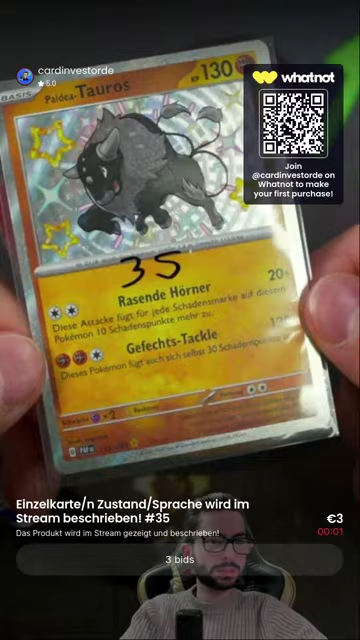 cardinvestorde
★ 5.0
whatnot
Join
@cardinvestorde on
Whatnot to make
your first purchase!
BASIS
Paldea-Tauros
KP 130
35
Rasende Hörner
20+
Diese Attacke fügt für jede Schadensmarke auf diesem
Pokémon 10 Schadenspunkte mehr zu.
Gefechts-Tackle
Dieses Pokémon fügt auch sich selbst 30 Schadenspunkte
×2
Einzelkarte/n Zustand/Sprache wird im
Stream beschrieben! #35
€3
Das Produkt wird im Stream gezeigt und beschrieben!
00:01
3 bids